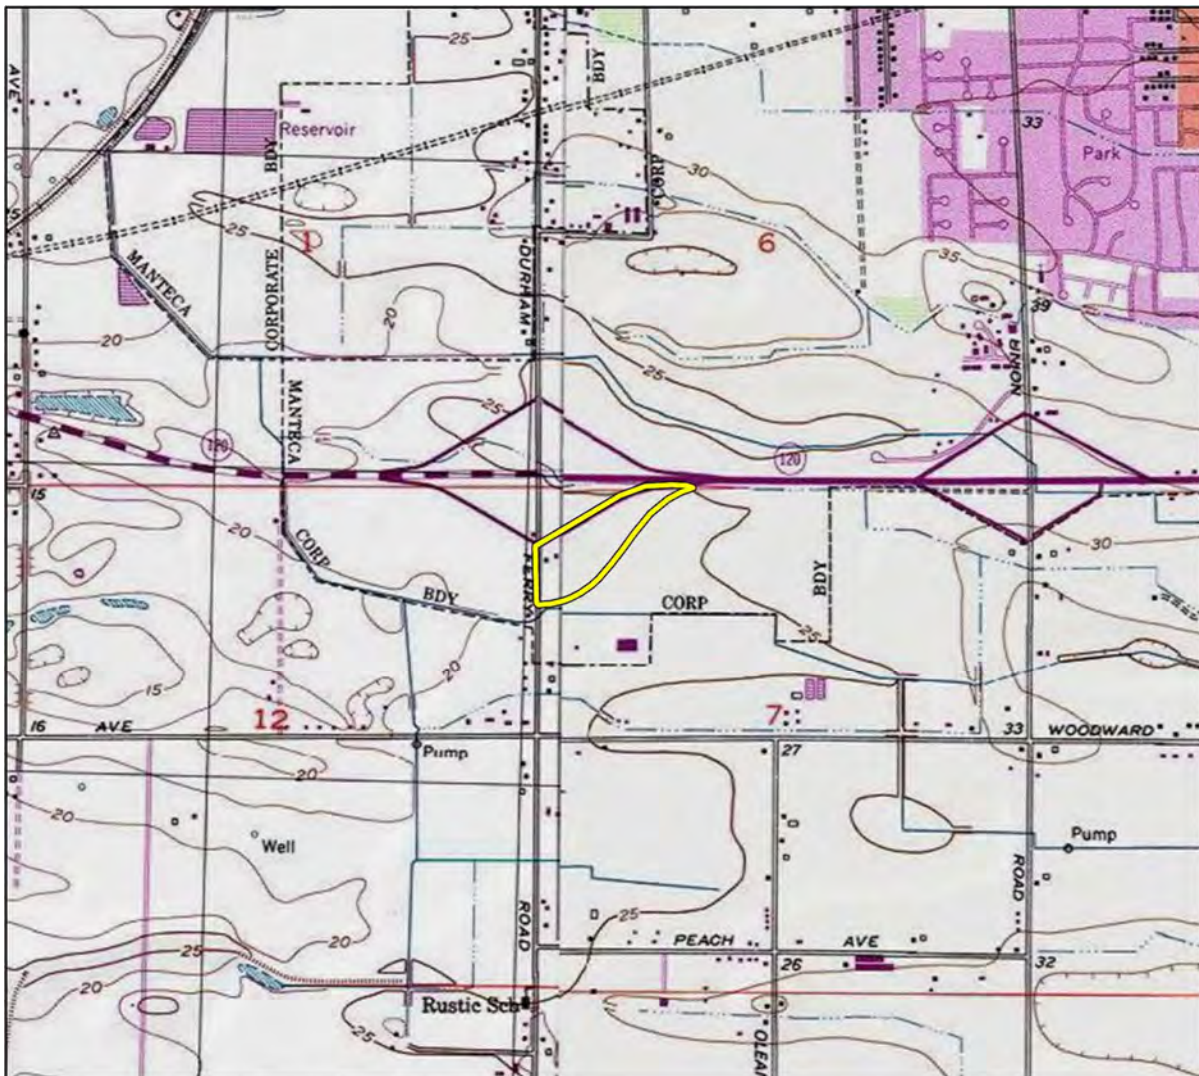 25
AVE
BDY
Reservoir
33
Park
BDY
CORP
30
25
1
6
MANTECA
CORPORATE
DURHAM
35
39
20
20
UNION
25
MANTECA
25
120
120
15
20
CORP
BDY
FERRY
CORP
BDY
30
25
20
15
16
AVE
12
7
33
WOODWARD
Pump
27
20
20
Well
Pump
20
ROAD
25
ROAD
PEACH
AVE
25
20
26
32
Rustic Sch
25